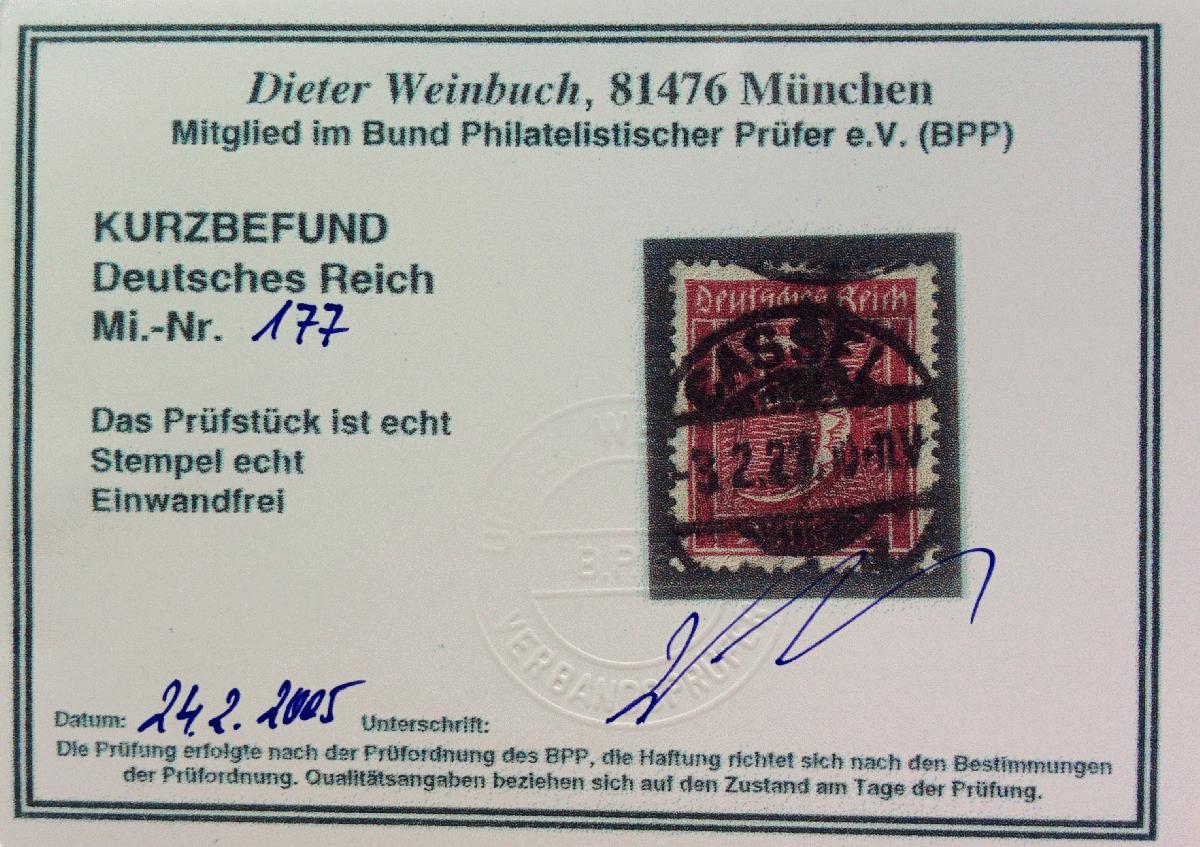 Dieter Weinbuch, 81476 München
Mitglied im Bund Philatelistischer Prüfer e.V. (BPP)
KURZBEFUND
Deutsches Reich
Mi.-Nr. 177
Deutsches Reich
CASSEL
Das Prüfstück ist echt
Stempel echt
Einwandfrei
VERBANDSPRÜFER
Datum: 24.2.2005 Unterschrift:
Die Prüfung erfolgte nach der Prüfordnung des BPP, die Haftung richtet sich nach den Bestimmungen
der Prüfordnung. Qualitätsangaben beziehen sich auf den Zustand am Tage der Prüfung.